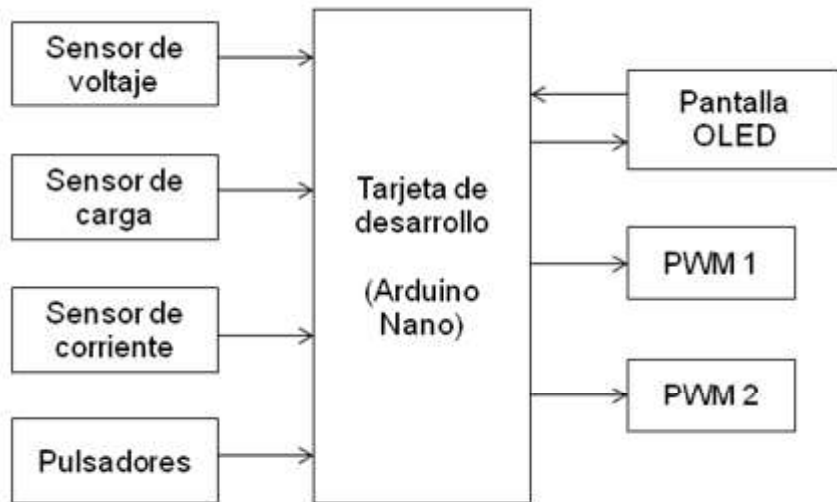 Sensor de
voltaje
Sensor de
carga
Sensor de
corriente
Pulsadores
Tarjeta de
desarrollo
(Arduino
Nano)
Pantalla
OLED
PWM 1
PWM 2